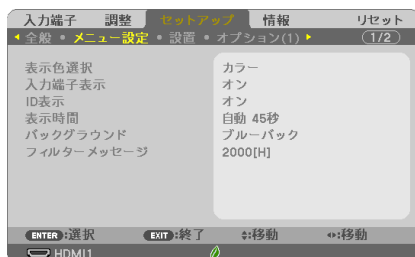 入力端子 調整 セットアップ 情報 リセット
全般 • メニュー設定 • 設置 • オプション(1) (1/2)
表示色選択 カラー
入力端子表示 オン
ID表示 オン
表示時間 自動 45秒
バックグラウンド ブルーバック
フィルターメッセージ 2000[H]
ENTER:選択 EXIT:終了 :移動 :移動
HDMI1